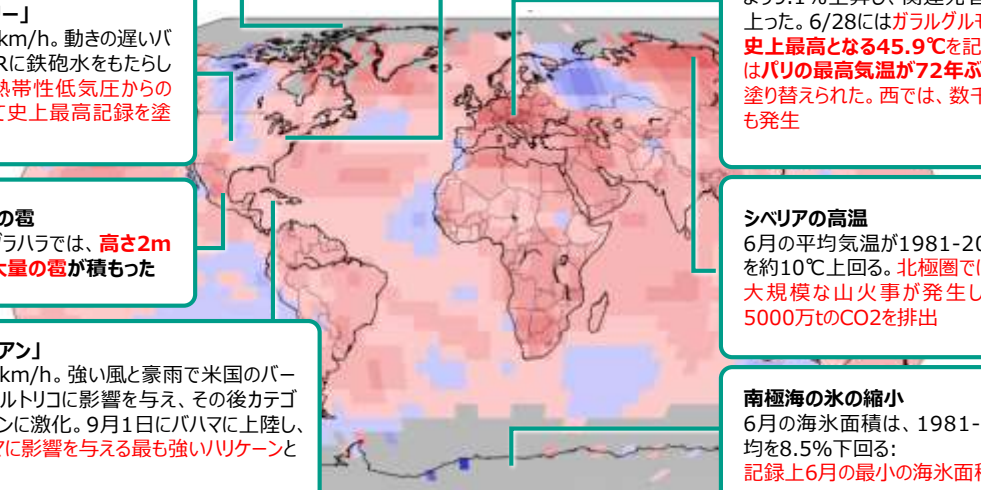 ー」
km/h。動きの遅いバ
Rに鉄砲水をもたらし
熱帯性低気圧からの
て史上最高記録を塗
の雹
ダラハラでは、高さ2m
大量の雹が積もった
アン」
km/h。強い風と豪雨で米国のバー
ルトリコに影響を与え、その後カテゴ
ンに激化。9月1日にバハマに上陸し、
マに影響を与える最も強いハリケーンと
より9.1%上昇し、関連死者
上った。6/28にはガラルグルモ
史上最高となる45.9℃を記
はパリの最高気温が72年ぶ
塗り替えられた。西では、数千
も発生
シベリアの高温
6月の平均気温が1981-20
を約10℃上回る。北極圏では
大規模な山火事が発生し
5000万tのCO2を排出
南極海の氷の縮小
6月の海氷面積は、1981-
均を8.5%下回る:
記録上6月の最小の海氷面積